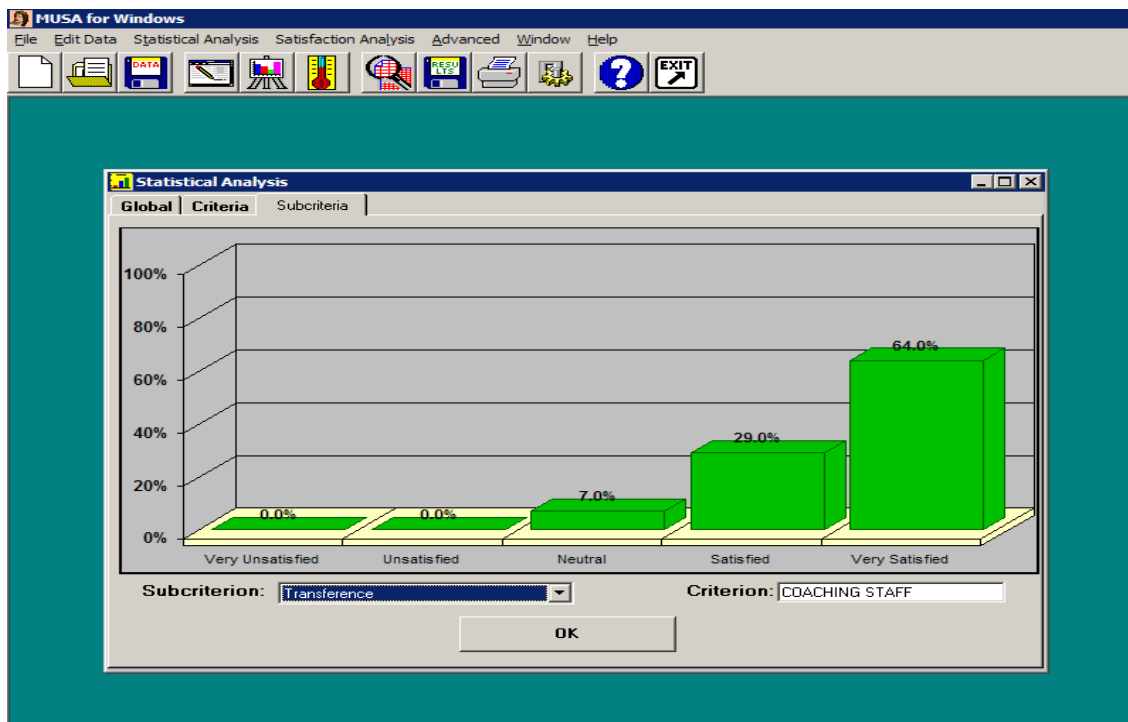 MUSA for Windows
File Edit Data Statistical Analysis Satisfaction Analysis Advanced Window Help
DATA RESU LTS ? EXIT
Statistical Analysis
Global Criteria Subcriteria
100%
80%
60%
40%
20%
0%
64.0%
29.0%
7.0%
0.0% 0.0%
Very Unsatisfied Unsatisfied Neutral Satisfied Very Satisfied
Subcriterion: Transference Criterion: COACHING STAFF
OK